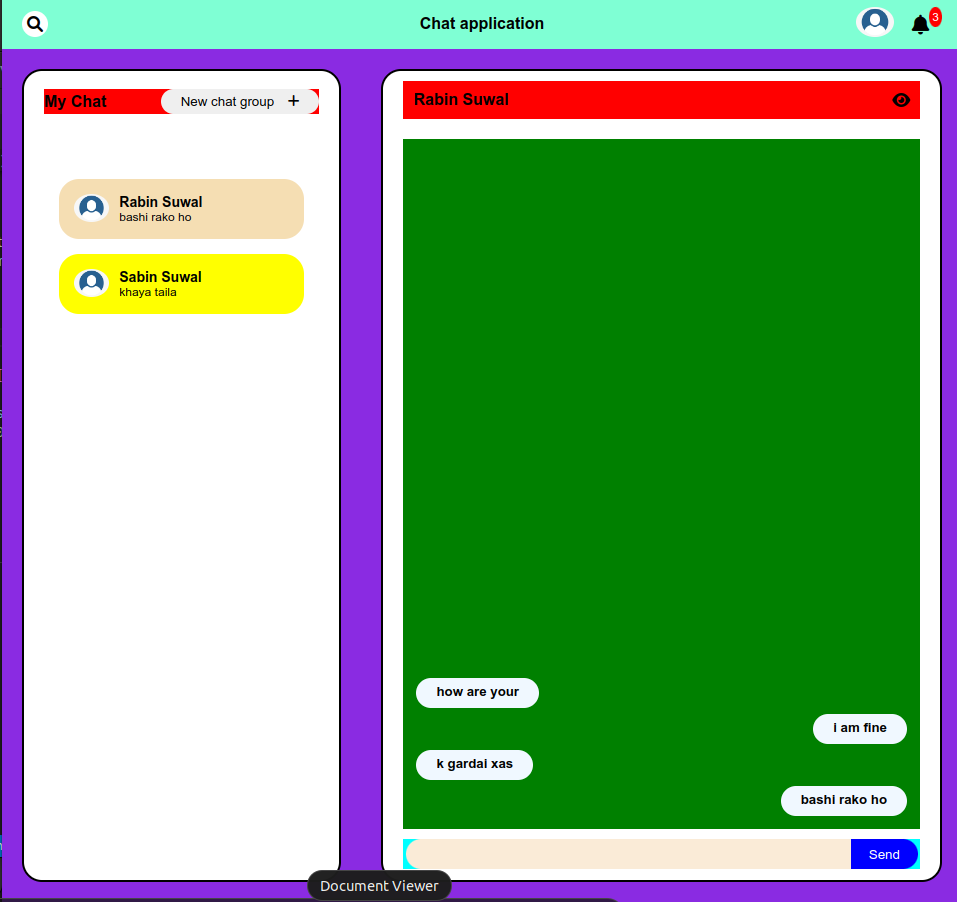 Chat application
3
My Chat
New chat group +
Rabin Suwal
bashi rako ho
Sabin Suwal
khaya taila
Rabin Suwal
how are your
i am fine
k gardai xas
bashi rako ho
Send
Document Viewer